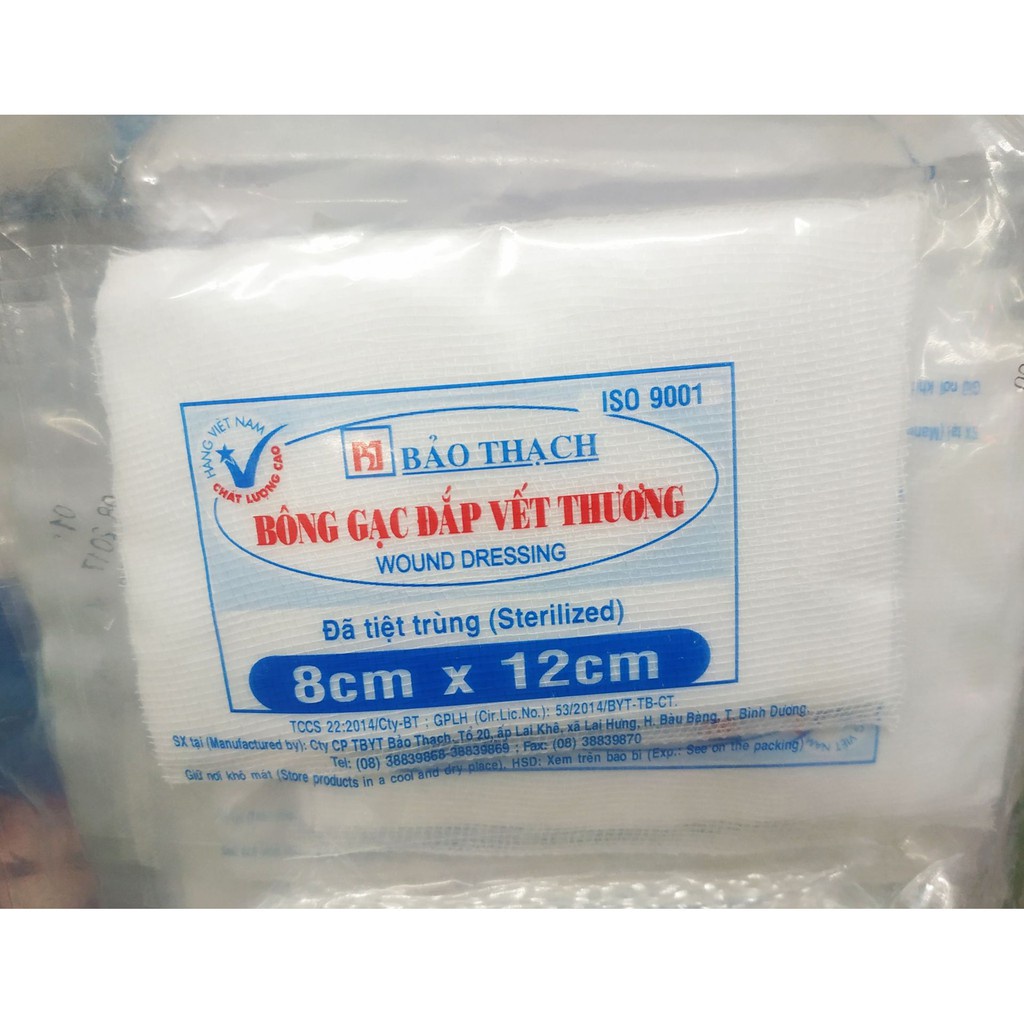 ISO 9001
HÀNG VIỆT NAM
CHẤT LƯỢNG CAO
BẢO THẠCH
BÔNG GẠC ĐẮP VẾT THƯƠNG
WOUND DRESSING
Đã tiệt trùng (Sterilized)
8cm x 12cm
TCCS 22:2014/Cty-BT ; GPLH (Cir.Lic.No.): 53/2014/BYT-TB-CT.
SX tại (Manufactured by): Cty CP TBYT Bảo Thạch, Tổ 20, ấp Lai Khê, xã Lai Hưng, H. Bàu Bàng, T. Bình Dương.
Tel: (08) 38839868-38839869 ; Fax: (08) 38839870
Giữ nơi khô mát (Store products in a cool and dry place), HSD: Xem trên bao bì (Exp.: See on the packing)